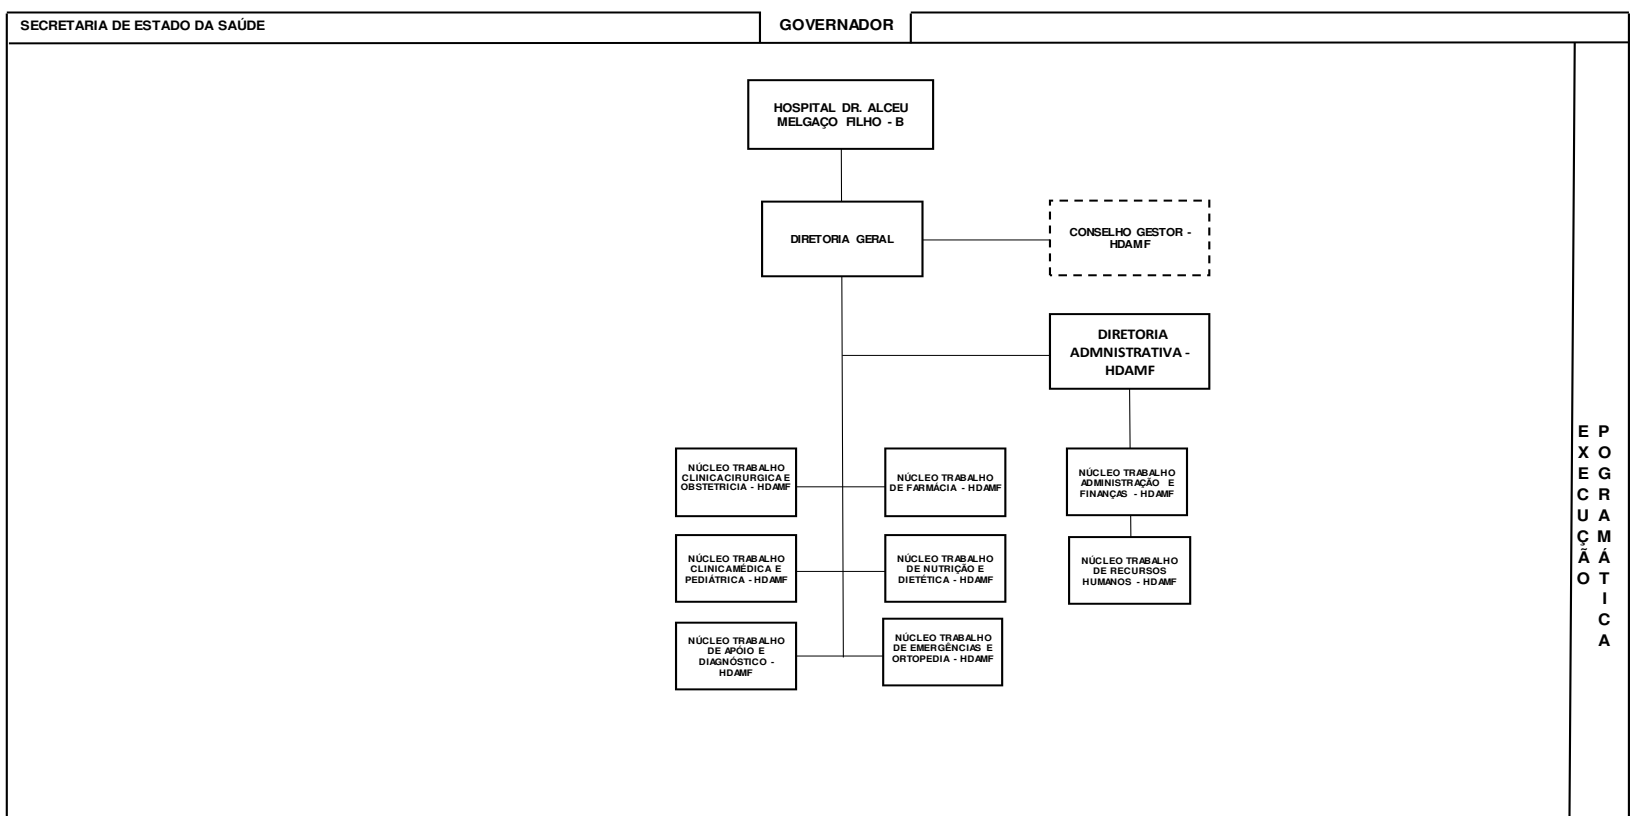 SECRETARIA DE ESTADO DA SAÚDE
GOVERNADOR
HOSPITAL DR. ALCEU
MELGAÇO FILHO - B
DIRETORIA GERAL
CONSELHO GESTOR -
HDAMF
DIRETORIA
ADMNISTRATIVA -
HDAMF
NÚCLEO TRABALHO
CLINICACIRURGICA E
OBSTETRICIA - HDAMF
NÚCLEO TRABALHO
DE FARMÁCIA - HDAMF
NÚCLEO TRABALHO
ADMINISTRAÇÃO E
FINANÇAS - HDAMF
NÚCLEO TRABALHO
CLINICAMÉDICA E
PEDIÁTRICA - HDAMF
NÚCLEO TRABALHO
DE NUTRIÇÃO E
DIETÉTICA - HDAMF
NÚCLEO TRABALHO
DE RECURSOS
HUMANOS - HDAMF
NÚCLEO TRABALHO
DE APÓIO E
DIAGNÓSTICO -
HDAMF
NÚCLEO TRABALHO
DE EMERGÊNCIAS E
ORTOPEDIA - HDAMF
EXECUÇÃO
POGRAMÁTICA